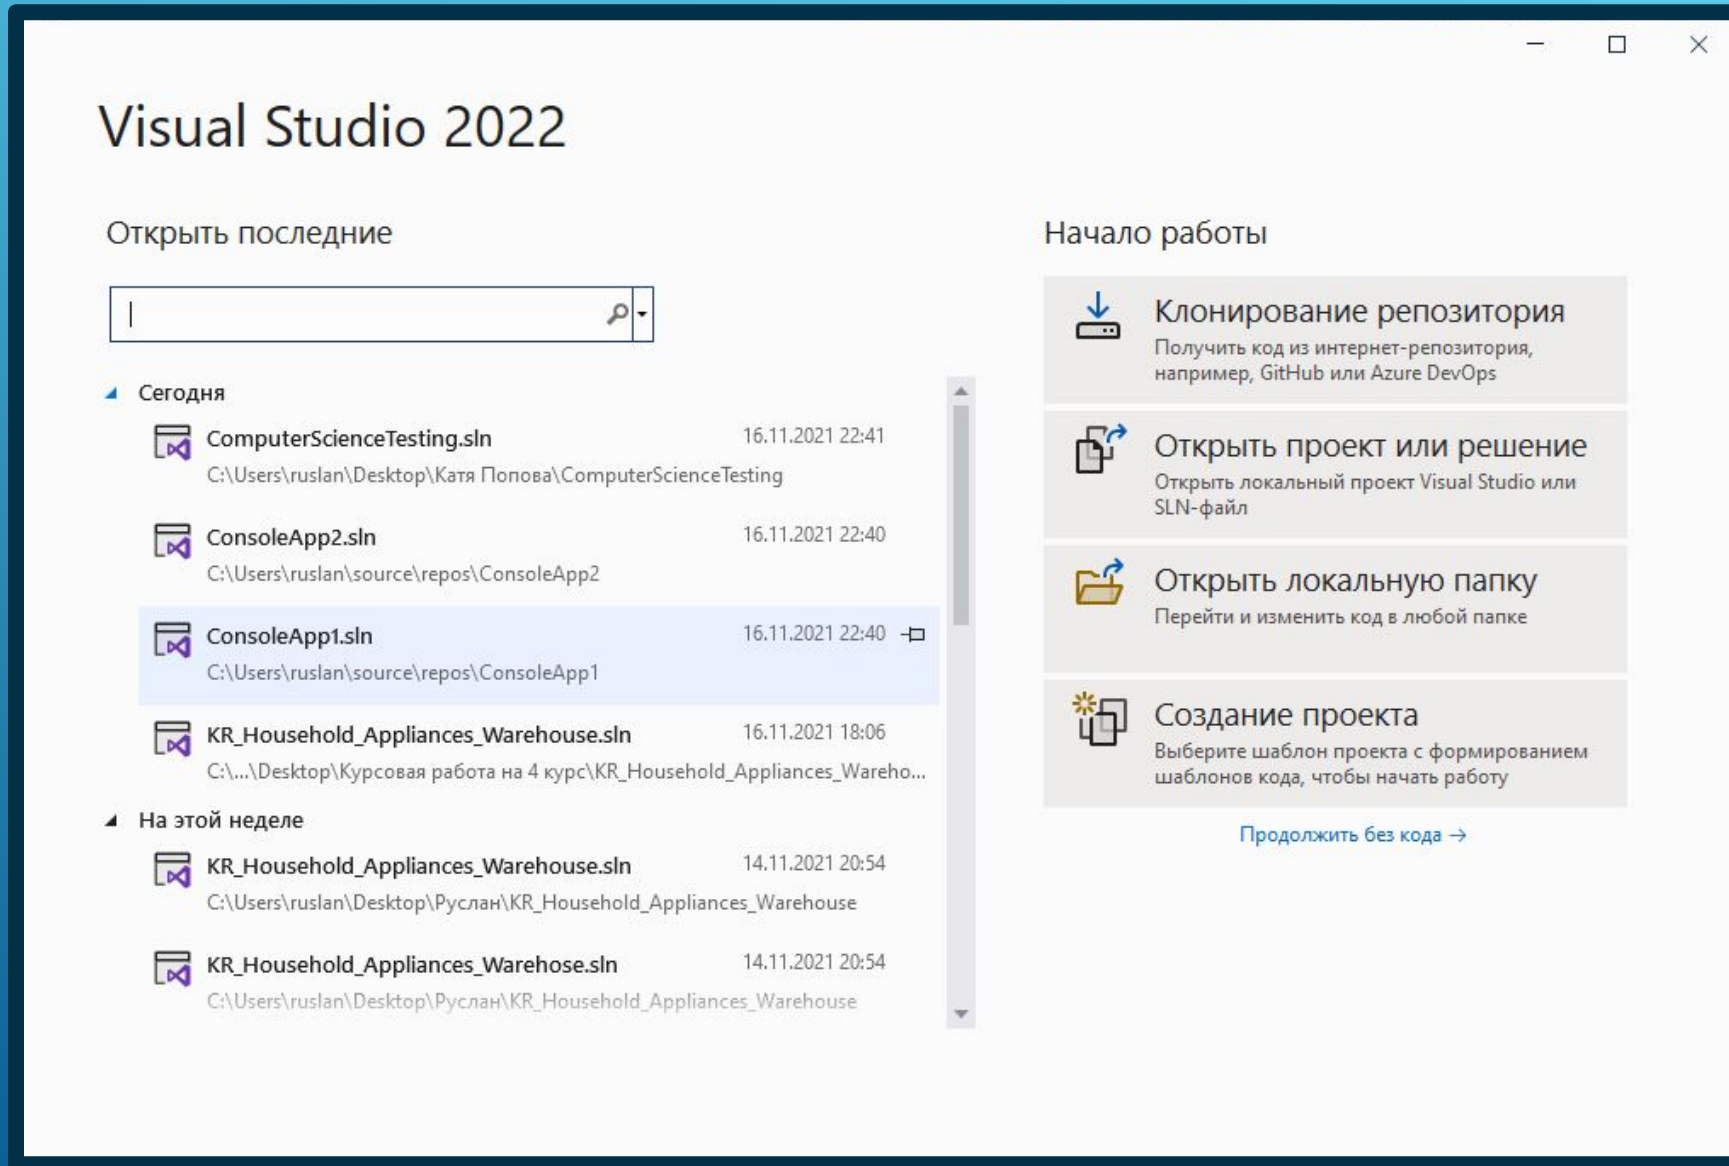 Visual Studio 2022
Открыть последние
Сегодня
ComputerScienceTesting.sln 16.11.2021 22:41
C:\Users\ruslan\Desktop\Катя Попова\ComputerScienceTesting
ConsoleApp2.sln 16.11.2021 22:40
C:\Users\ruslan\source\repos\ConsoleApp2
ConsoleApp1.sln 16.11.2021 22:40
C:\Users\ruslan\source\repos\ConsoleApp1
KR_Household_Appliances_Warehouse.sln 16.11.2021 18:06
C:\...\Desktop\Курсовая работа на 4 курс\KR_Household_Appliances_Wareho...
На этой неделе
KR_Household_Appliances_Warehouse.sln 14.11.2021 20:54
C:\Users\ruslan\Desktop\Руслан\KR_Household_Appliances_Warehouse
KR_Household_Appliances_Warehose.sln 14.11.2021 20:54
C:\Users\ruslan\Desktop\Руслан\KR_Household_Appliances_Warehouse
Начало работы
Клонирование репозитория
Получить код из интернет-репозитория,
например, GitHub или Azure DevOps
Открыть проект или решение
Открыть локальный проект Visual Studio или
SLN-файл
Открыть локальную папку
Перейти и изменить код в любой папке
Создание проекта
Выберите шаблон проекта с формированием
шаблонов кода, чтобы начать работу
Продолжить без кода →